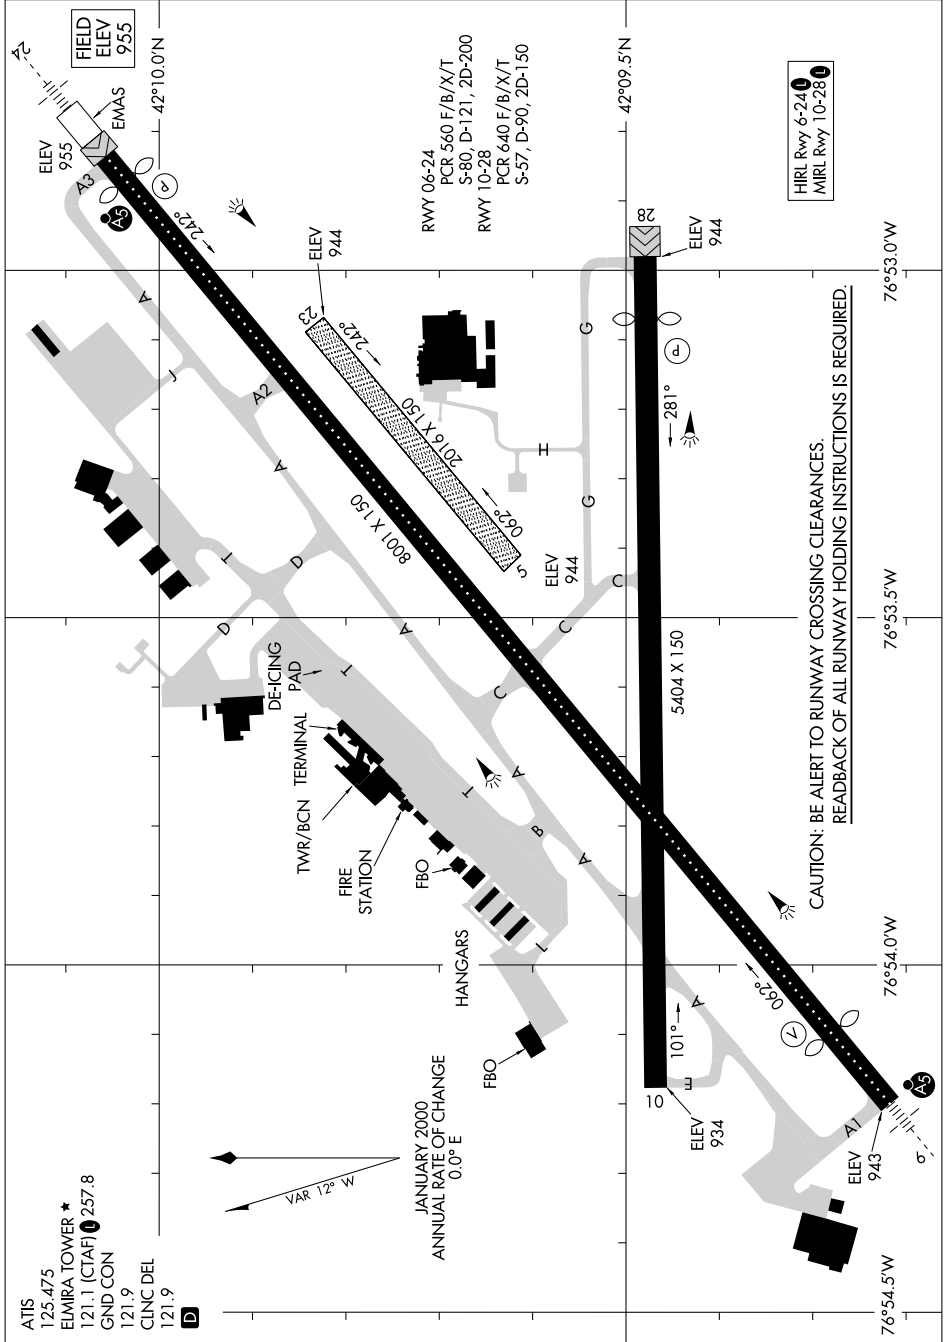 ATIS
125.475
ELMIRA TOWER ★
121.1 (CTAF) L 257.8
GND CON
121.9
CLNC DEL
121.9
D
FIELD
ELEV
955
24
ELEV
955
EMAS
42°10.0'N
A3
A5
P
242°
A
J
A2
A
ELEV
944
23
242°
2016 X 150
8001 X 150
062°
5
ELEV
944
RWY 06-24
PCR 560 F/B/X/T
S-80, D-121, 2D-200
RWY 10-28
PCR 640 F/B/X/T
S-57, D-90, 2D-150
42°09.5'N
HIRL Rwy 6-24 L
MIRL Rwy 10-28 L
28
ELEV
944
76°53.0'W
G
P
281°
H
G
C
C
C
T
D
D
A
DE-ICING
PAD
T
TERMINAL
TWR/BCN
FIRE
STATION
FBO
T
A
B
A
HANGARS
L
FBO
5404 X 150
76°53.5'W
CAUTION: BE ALERT TO RUNWAY CROSSING CLEARANCES.
READBACK OF ALL RUNWAY HOLDING INSTRUCTIONS IS REQUIRED.
76°54.0'W
062°
V
A
101°
E
10
ELEV
934
A5
A1
ELEV
943
6
VAR 12° W
JANUARY 2000
ANNUAL RATE OF CHANGE
0.0° E
76°54.5'W